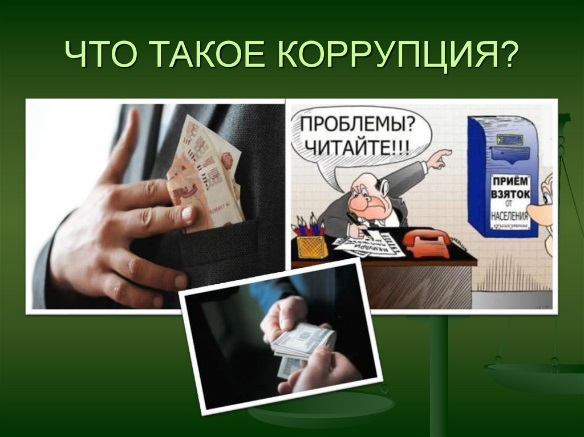 ЧТО ТАКОЕ КОРРУПЦИЯ?
ПРОБЛЕМЫ?
ЧИТАЙТЕ!!!
ПРИЁМ
ВЗЯТОК
ОТ
НАСЕЛЕНИЯ